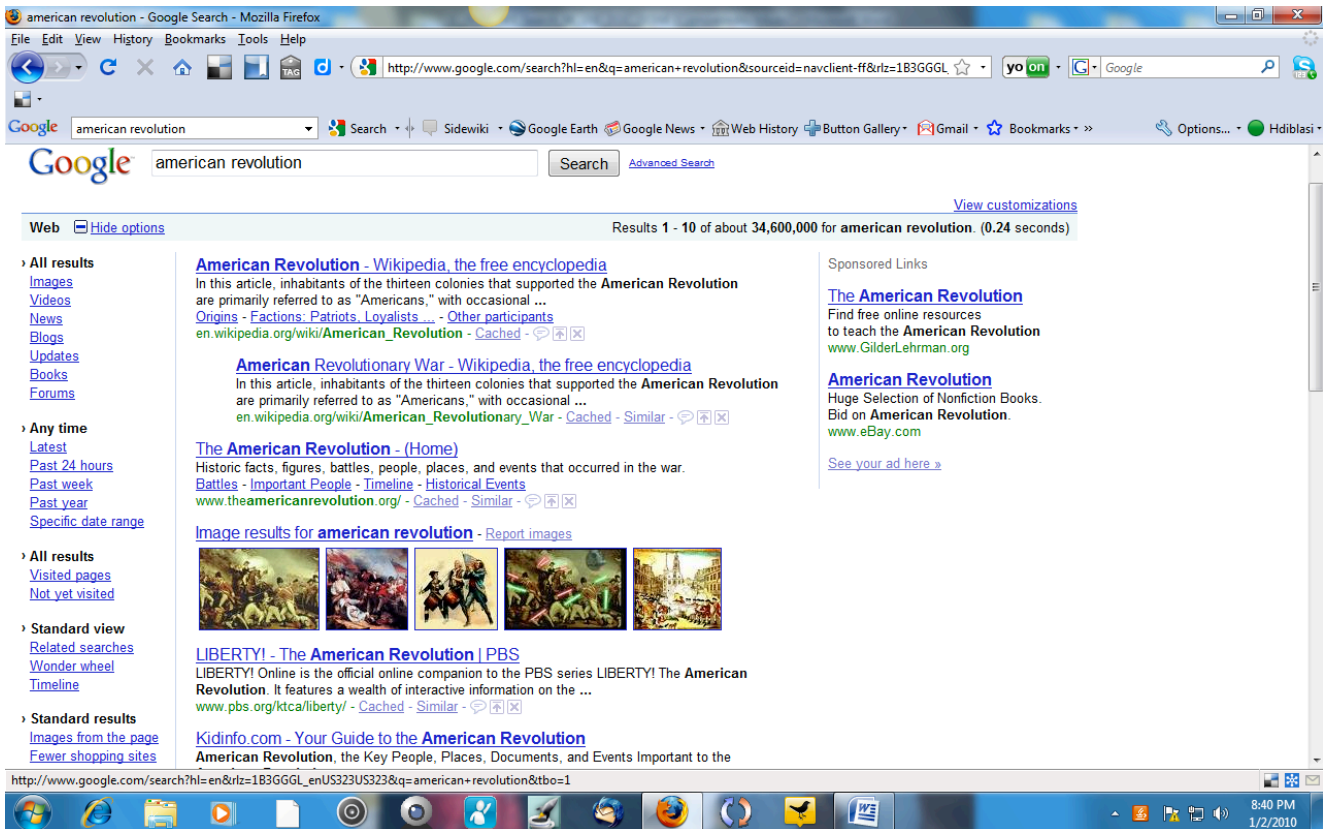 american revolution - Google Search - Mozilla Firefox
File Edit View History Bookmarks Tools Help
TAG
http://www.google.com/search?hl=en&q=american+revolution&sourceid=navclient-ff&rlz=1B3GGGL_
yo on
Google
Google american revolution Search Sidewiki Google Earth Google News Web History Button Gallery Gmail Bookmarks » Options... Hdiblasi
Google american revolution Search Advanced Search
View customizations
Web Hide options Results 1 - 10 of about 34,600,000 for american revolution. (0.24 seconds)
› All results
Images
Videos
News
Blogs
Updates
Books
Forums
› Any time
Latest
Past 24 hours
Past week
Past year
Specific date range
› All results
Visited pages
Not yet visited
› Standard view
Related searches
Wonder wheel
Timeline
› Standard results
Images from the page
Fewer shopping sites
American Revolution - Wikipedia, the free encyclopedia
In this article, inhabitants of the thirteen colonies that supported the American Revolution
are primarily referred to as "Americans," with occasional ...
Origins - Factions: Patriots, Loyalists ... - Other participants
en.wikipedia.org/wiki/American_Revolution - Cached -
American Revolutionary War - Wikipedia, the free encyclopedia
In this article, inhabitants of the thirteen colonies that supported the American Revolution
are primarily referred to as "Americans," with occasional ...
en.wikipedia.org/wiki/American_Revolutionary_War - Cached - Similar -
The American Revolution - (Home)
Historic facts, figures, battles, people, places, and events that occurred in the war.
Battles - Important People - Timeline - Historical Events
www.theamericanrevolution.org/ - Cached - Similar -
Image results for american revolution - Report images
LIBERTY! - The American Revolution | PBS
LIBERTY! Online is the official online companion to the PBS series LIBERTY! The American
Revolution. It features a wealth of interactive information on the ...
www.pbs.org/ktca/liberty/ - Cached - Similar -
Kidinfo.com - Your Guide to the American Revolution
American Revolution, the Key People, Places, Documents, and Events Important to the
Sponsored Links
The American Revolution
Find free online resources
to teach the American Revolution
www.GilderLehrman.org
American Revolution
Huge Selection of Nonfiction Books.
Bid on American Revolution.
www.eBay.com
See your ad here »
http://www.google.com/search?hl=en&rlz=1B3GGGL_enUS323US323&q=american+revolution&tbo=1
8:40 PM
1/2/2010